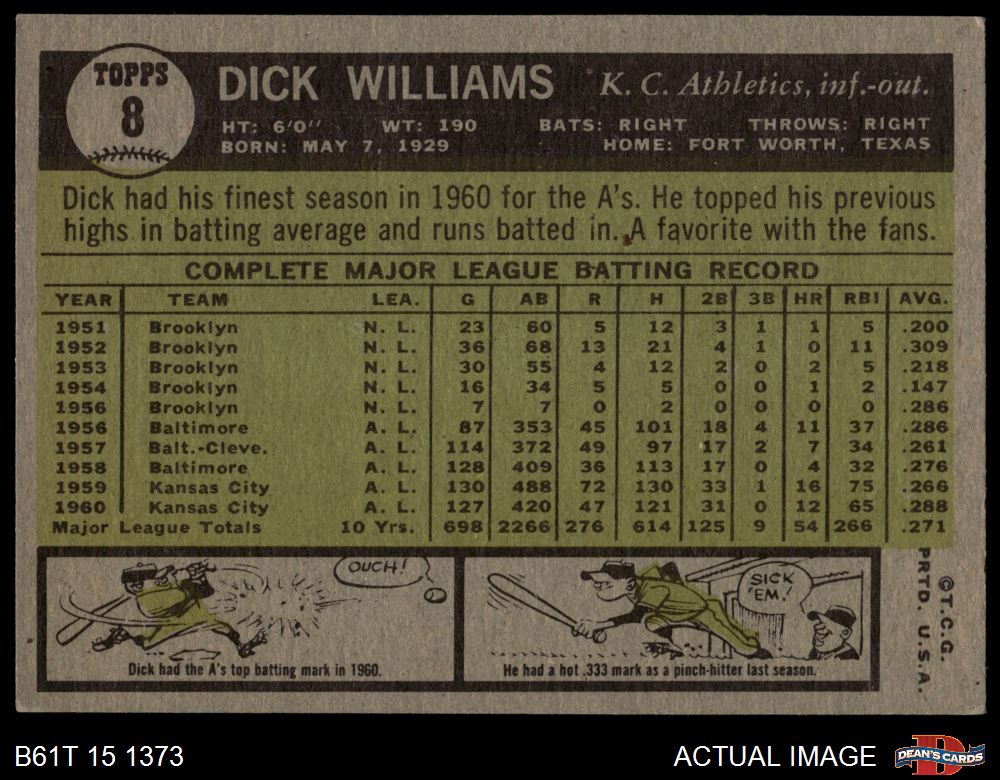 TOPPS
8
DICK WILLIAMS K. C. Athletics, inf.-out.
HT: 6'0" WT: 190 BATS: RIGHT THROWS: RIGHT
BORN: MAY 7, 1929 HOME: FORT WORTH, TEXAS
Dick had his finest season in 1960 for the A's. He topped his previous
highs in batting average and runs batted in. A favorite with the fans.
COMPLETE MAJOR LEAGUE BATTING RECORD
YEAR TEAM LEA. G AB R H 2B 3B HR RBI AVG.
1951 Brooklyn N. L. 23 60 5 12 3 1 1 5 .200
1952 Brooklyn N. L. 36 68 13 21 4 1 0 11 .309
1953 Brooklyn N. L. 30 55 4 12 2 0 2 5 .218
1954 Brooklyn N. L. 16 34 5 5 0 0 1 2 .147
1956 Brooklyn N. L. 7 7 0 2 0 0 0 0 .286
1956 Baltimore A. L. 87 353 45 101 18 4 11 37 .286
1957 Balt.-Cleve. A. L. 114 372 49 97 17 2 7 34 .261
1958 Baltimore A. L. 128 409 36 113 17 0 4 32 .276
1959 Kansas City A. L. 130 488 72 130 33 1 16 75 .266
1960 Kansas City A. L. 127 420 47 121 31 0 12 65 .288
Major League Totals 10 Yrs. 698 2266 276 614 125 9 54 266 .271
OUCH!
Dick had the A's top batting mark in 1960.
SICK
'EM!
He had a hot .333 mark as a pinch-hitter last season.
©T.C.G.
PRTD. U.S.A.
B61T 15 1373 ACTUAL IMAGE
DEAN'S CARDS